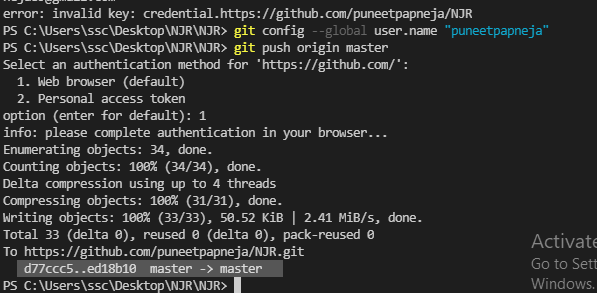 error: invalid key: credential.https://github.com/puneetpapneja/NJR
PS C:\Users\ssc\Desktop\NJR\NJR> git config --global user.name "puneetpapneja"
PS C:\Users\ssc\Desktop\NJR\NJR> git push origin master
Select an authentication method for 'https://github.com/':
  1. Web browser (default)
  2. Personal access token
option (enter for default): 1
info: please complete authentication in your browser...
Enumerating objects: 34, done.
Counting objects: 100% (34/34), done.
Delta compression using up to 4 threads
Compressing objects: 100% (31/31), done.
Writing objects: 100% (33/33), 50.52 KiB | 2.41 MiB/s, done.
Total 33 (delta 0), reused 0 (delta 0), pack-reused 0
To https://github.com/puneetpapneja/NJR.git
   d77ccc5..ed18b10  master -> master
PS C:\Users\ssc\Desktop\NJR\NJR>
Activate
Go to Sett
Windows.